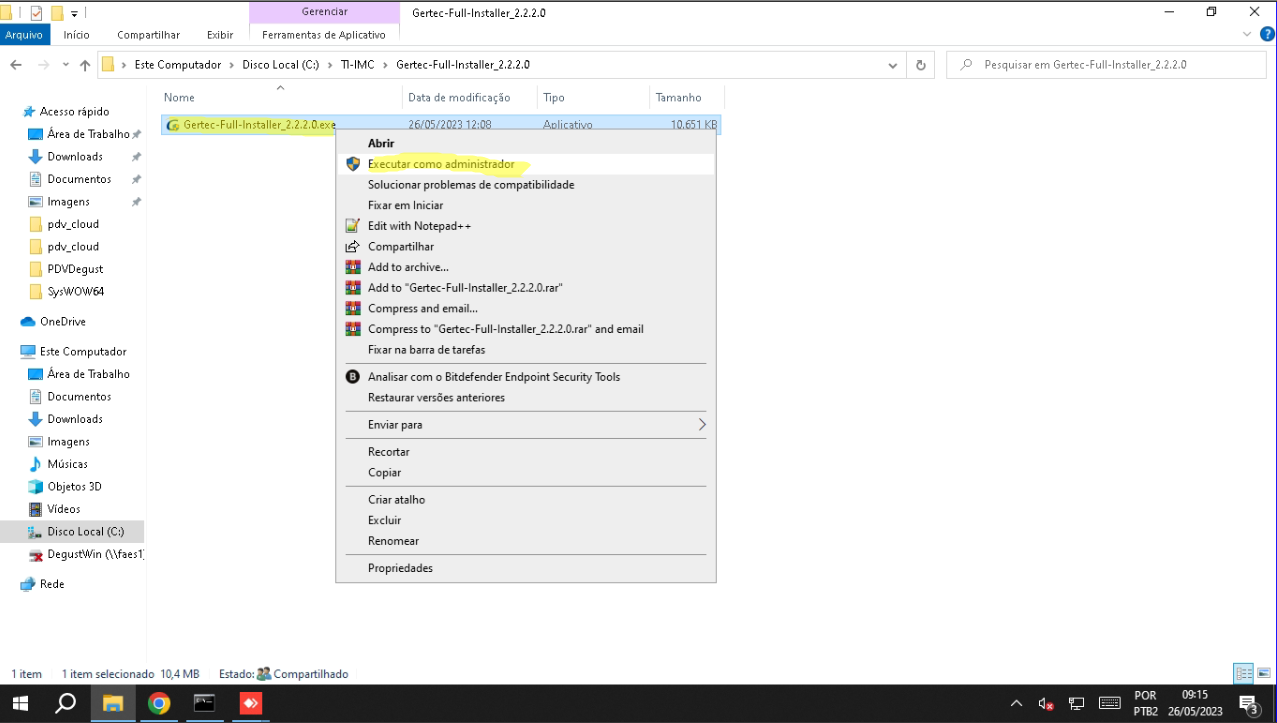 Gerenciar
Gertec-Full-Installer_2.2.2.0
Arquivo
Início
Compartilhar
Exibir
Ferramentas de Aplicativo
Este Computador
Disco Local (C:)
TI-IMC
Gertec-Full-Installer_2.2.2.0
Pesquisar em Gertec-Full-Installer_2.2.2.0
Nome
Data de modificação
Tipo
Tamanho
Gertec-Full-Installer_2.2.2.0.exe
26/05/2023 12:08
Aplicativo
10.651 KB
Acesso rápido
Área de Trabalho
Downloads
Documentos
Imagens
pdv_cloud
pdv_cloud
PDVDegust
SysWOW64
OneDrive
Este Computador
Área de Trabalho
Documentos
Downloads
Imagens
Músicas
Objetos 3D
Vídeos
Disco Local (C:)
DegustWin (\\faes1
Rede
Abrir
Executar como administrador
Solucionar problemas de compatibilidade
Fixar em Iniciar
Edit with Notepad++
Compartilhar
Add to archive...
Add to "Gertec-Full-Installer_2.2.2.0.rar"
Compress and email...
Compress to "Gertec-Full-Installer_2.2.2.0.rar" and email
Fixar na barra de tarefas
B
Analisar com o Bitdefender Endpoint Security Tools
Restaurar versões anteriores
Enviar para
Recortar
Copiar
Criar atalho
Excluir
Renomear
Propriedades
1 item
1 item selecionado 10,4 MB
Estado: Compartilhado
POR
PTB2
09:15
26/05/2023
3